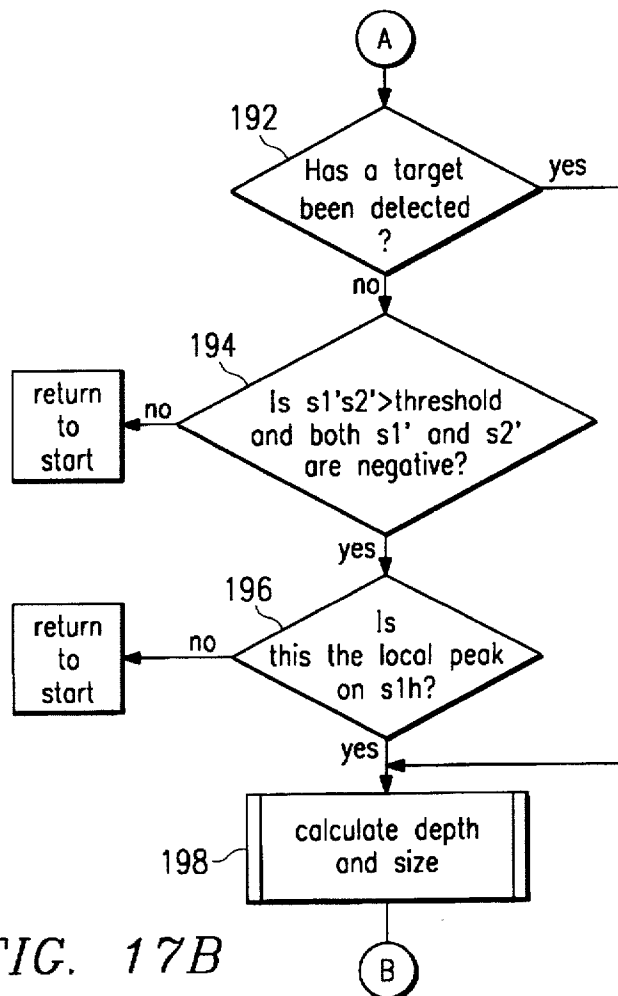 A
192
Has a target
been detected
?
yes
no
194
Is s1's2'>threshold
and both s1' and s2'
are negative?
no
return
to
start
yes
196
Is
this the local peak
on s1h?
no
return
to
start
yes
198
calculate depth
and size
B
FIG. 17B